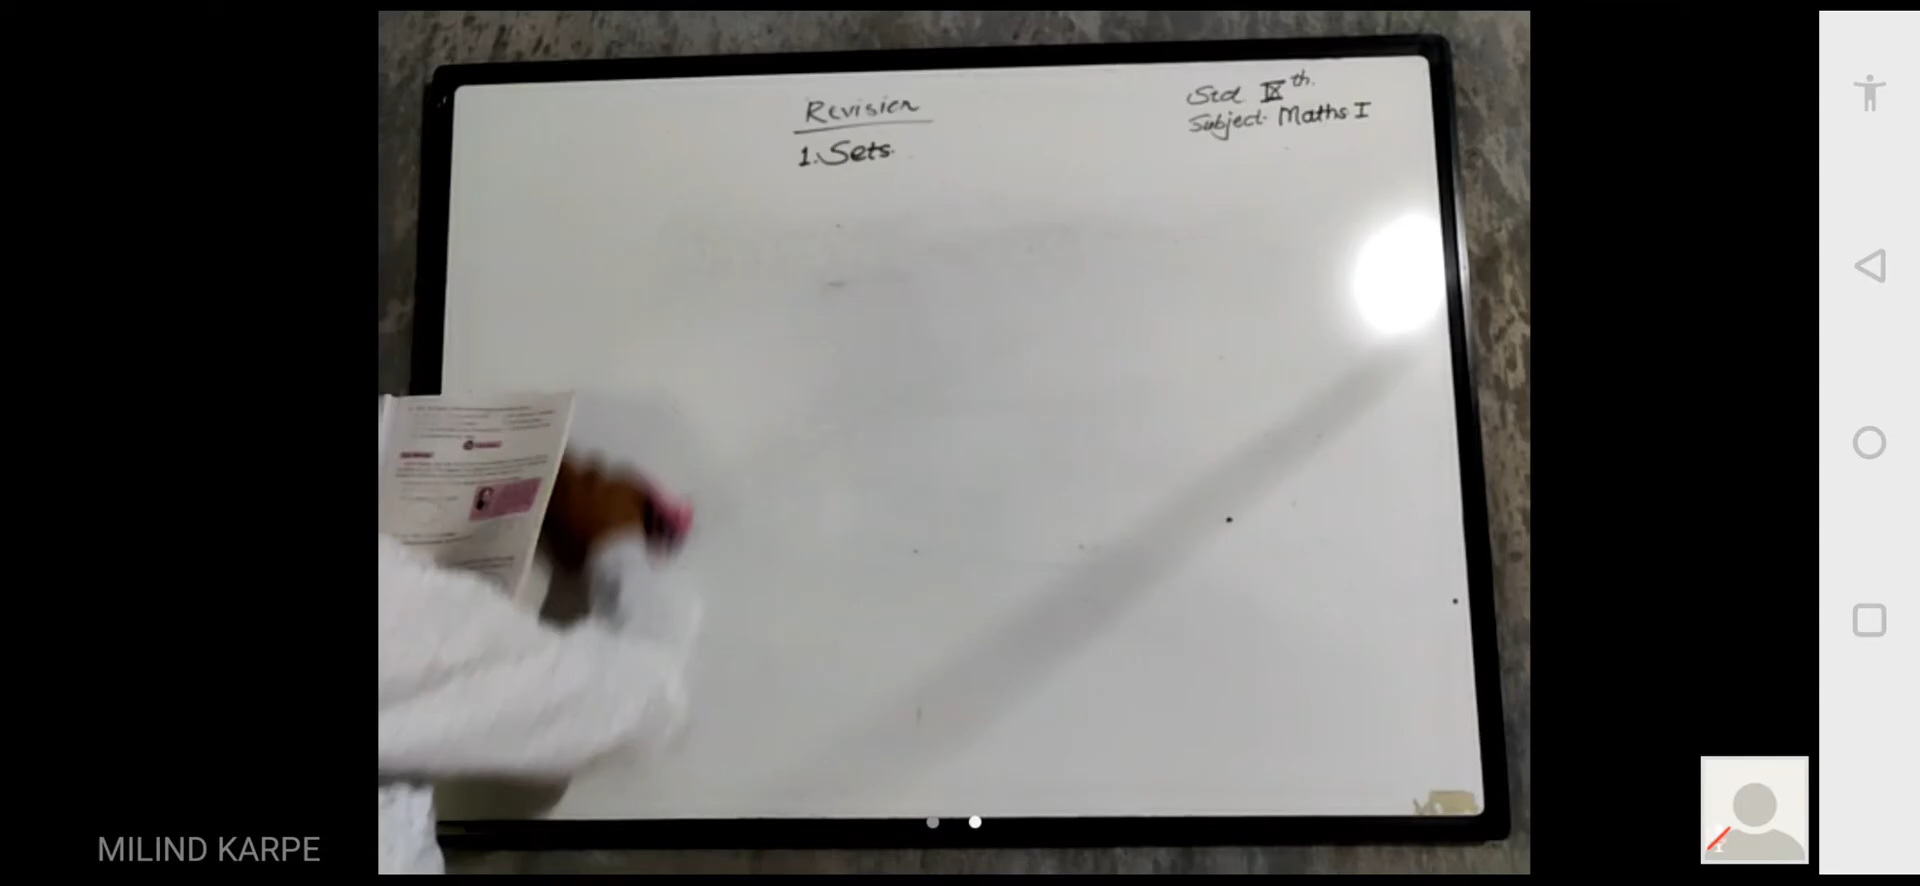 Revision
1. Sets.
Std IXth.
Subject- Maths I
MILIND KARPE